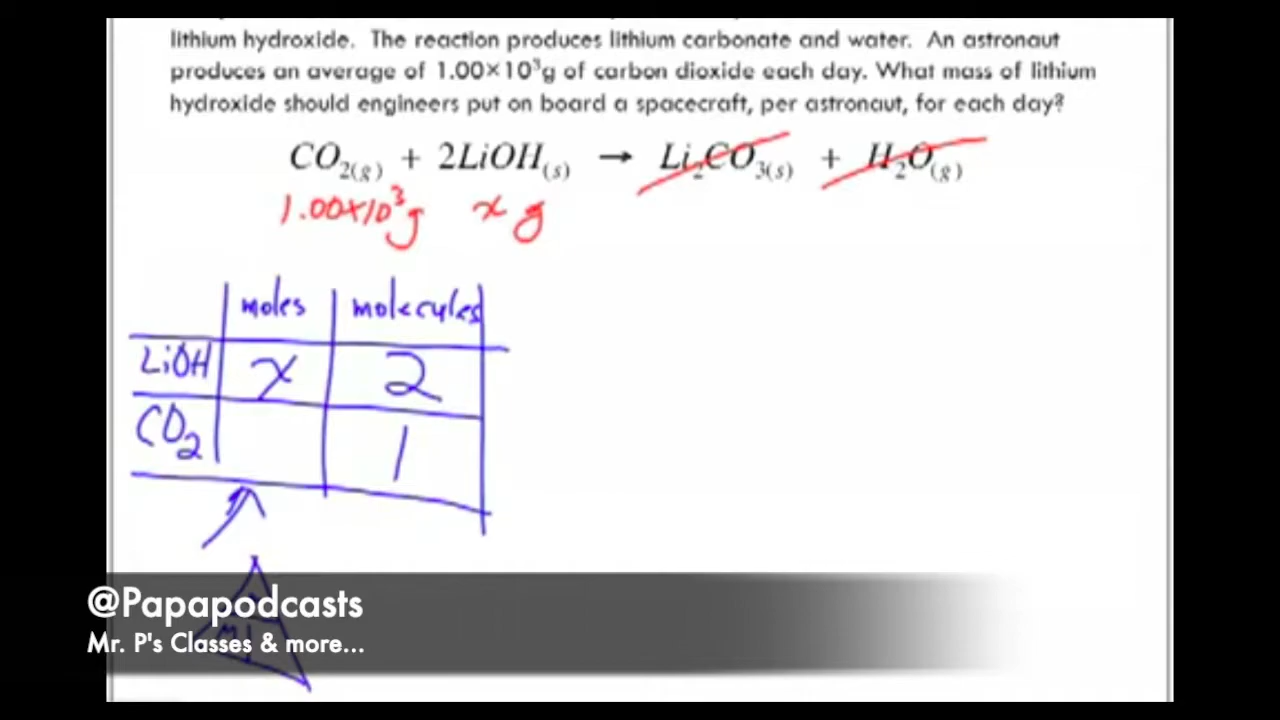 lithium hydroxide. The reaction produces lithium carbonate and water. An astronaut
produces an average of 1.00×10³g of carbon dioxide each day. What mass of lithium
hydroxide should engineers put on board a spacecraft, per astronaut, for each day?
CO₂(g) + 2LiOH(s) → Li₂CO₃(s) + H₂O(g)
1.00×10³g x g
moles molecules
LiOH x 2
CO₂ 1
@Papapodcasts
Mr. P's Classes & more...